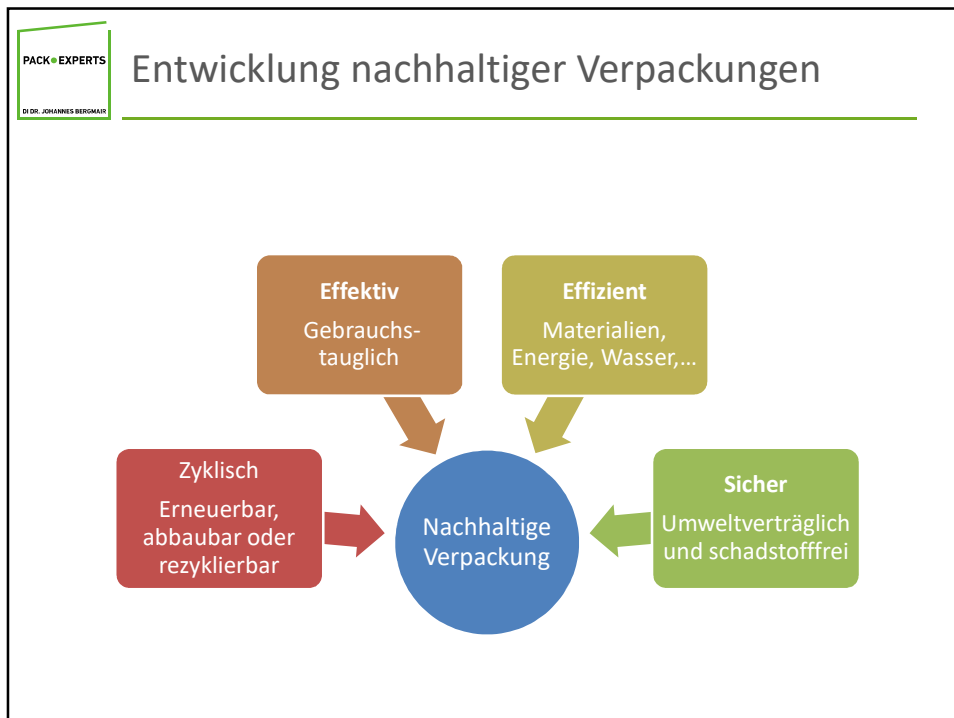 PACK●EXPERTS
DI DR. JOHANNES BERGMAIR
Entwicklung nachhaltiger Verpackungen
Effektiv
Gebrauchs-
tauglich
Effizient
Materialien,
Energie, Wasser,…
Zyklisch
Erneuerbar,
abbaubar oder
rezyklierbar
Nachhaltige
Verpackung
Sicher
Umweltverträglich
und schadstofffrei